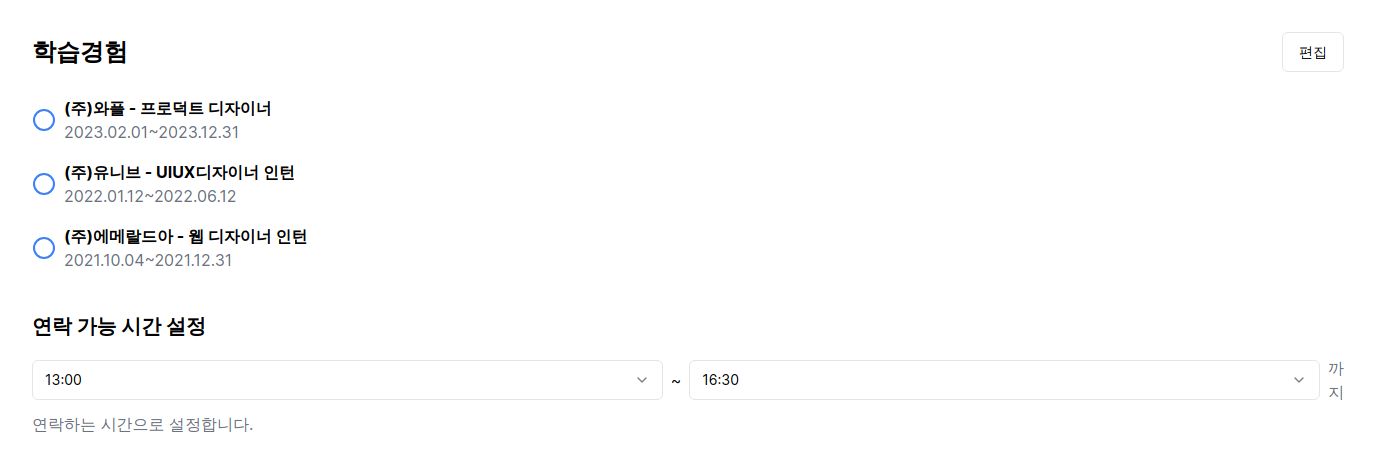 학습경험
편집
(주)와플 - 프로덕트 디자이너
2023.02.01~2023.12.31
(주)유니브 - UIUX디자이너 인턴
2022.01.12~2022.06.12
(주)에메랄드아 - 웹 디자이너 인턴
2021.10.04~2021.12.31
연락 가능 시간 설정
13:00 ~ 16:30 까
지
연락하는 시간으로 설정합니다.